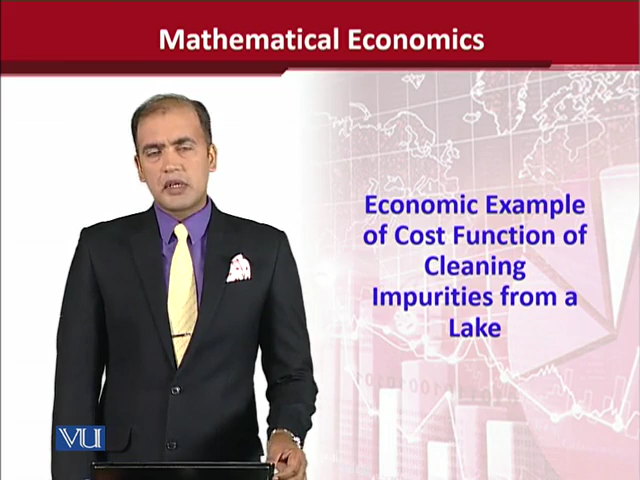 Mathematical Economics
Economic Example
of Cost Function of
Cleaning
Impurities from a
Lake
VU